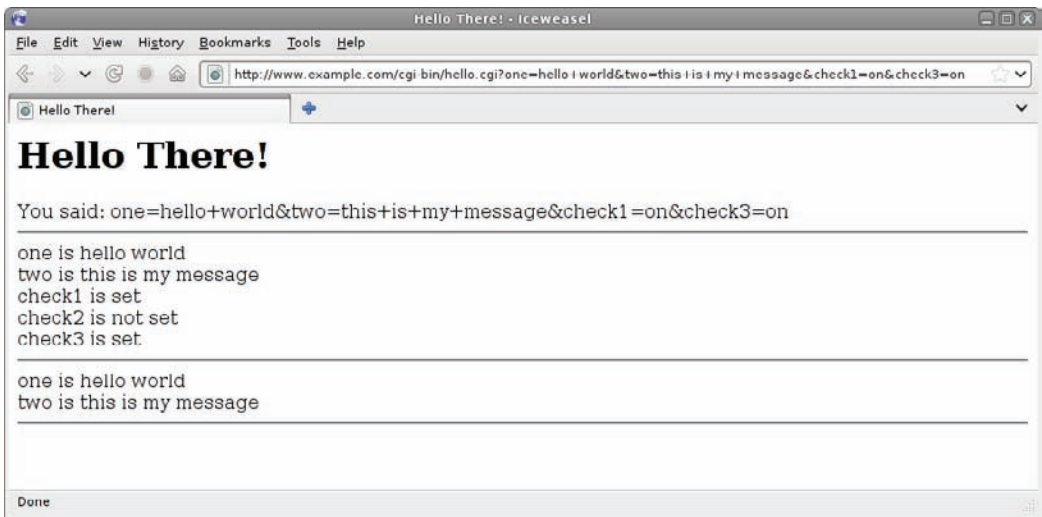 Hello There! - Iceweasel
File Edit View History Bookmarks Tools Help
http://www.example.com/cgi-bin/hello.cgi?one=hello+world&two=this+is+my+message&check1=on&check3=on
Hello There!
Hello There!
You said: one=hello+world&two=this+is+my+message&check1=on&check3=on
one is hello world
two is this is my message
check1 is set
check2 is not set
check3 is set
one is hello world
two is this is my message
Done